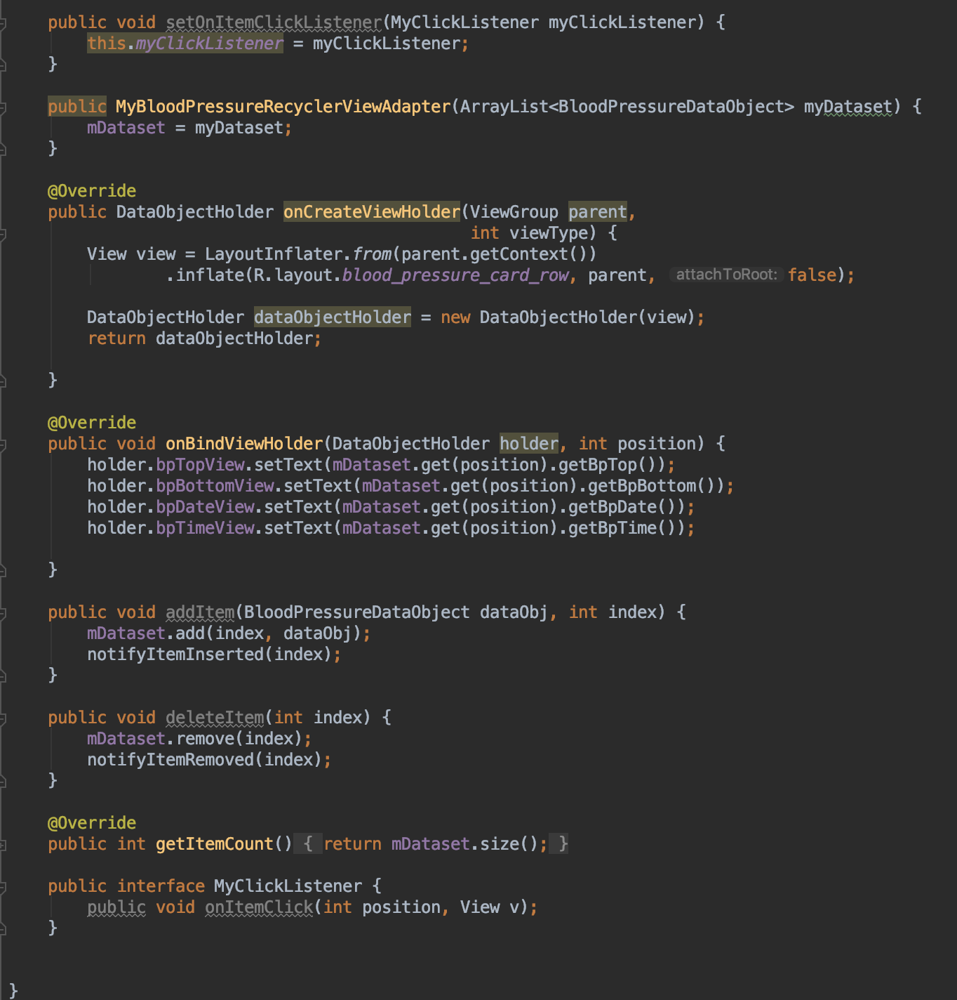 public void setOnItemClickListener(MyClickListener myClickListener) {
this.myClickListener = myClickListener;
}
public MyBloodPressureRecyclerViewAdapter(ArrayList<BloodPressureDataObject> myDataset) {
mDataset = myDataset;
}
@Override
public DataObjectHolder onCreateViewHolder(ViewGroup parent,
int viewType) {
View view = LayoutInflater.from(parent.getContext())
.inflate(R.layout.blood_pressure_card_row, parent, attachToRoot: false);
DataObjectHolder dataObjectHolder = new DataObjectHolder(view);
return dataObjectHolder;
}
@Override
public void onBindViewHolder(DataObjectHolder holder, int position) {
holder.bpTopView.setText(mDataset.get(position).getBpTop());
holder.bpBottomView.setText(mDataset.get(position).getBpBottom());
holder.bpDateView.setText(mDataset.get(position).getBpDate());
holder.bpTimeView.setText(mDataset.get(position).getBpTime());
}
public void addItem(BloodPressureDataObject dataObj, int index) {
mDataset.add(index, dataObj);
notifyItemInserted(index);
}
public void deleteItem(int index) {
mDataset.remove(index);
notifyItemRemoved(index);
}
@Override
public int getItemCount() { return mDataset.size(); }
public interface MyClickListener {
public void onItemClick(int position, View v);
}
}